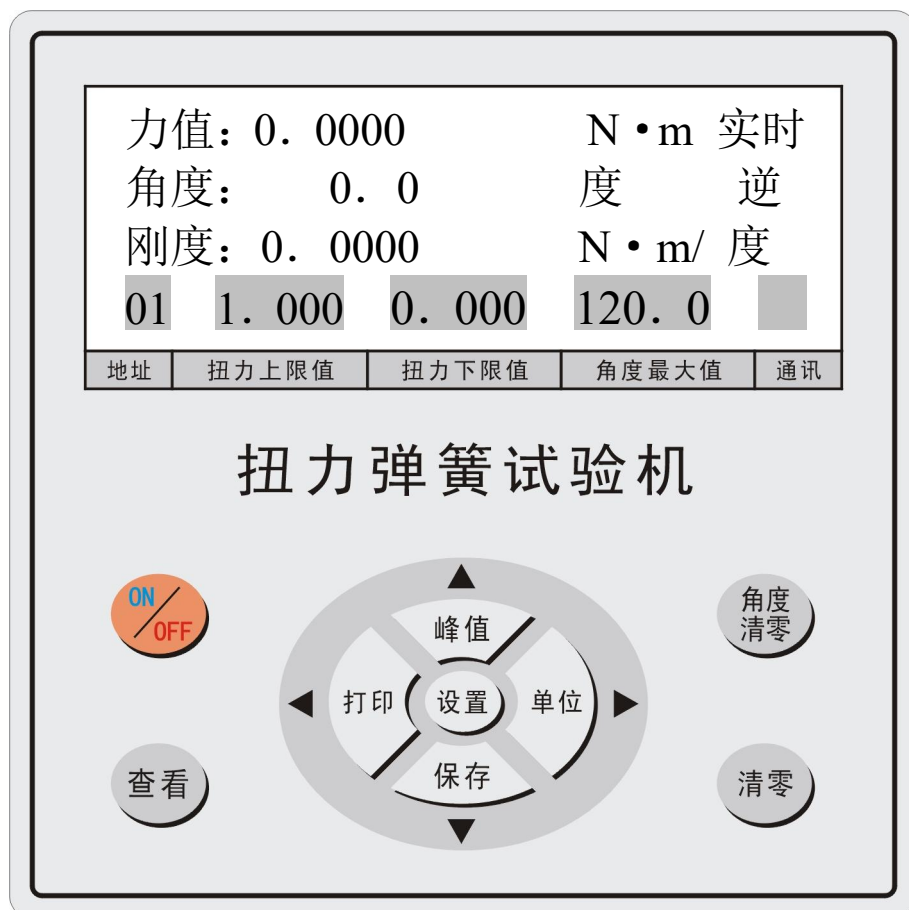 力值：0．0000 N•m 实时
角度： 0．0 度 逆
刚度：0．0000 N•m/ 度
01 1．000 0．000 120．0
地址 扭力上限值 扭力下限值 角度最大值 通讯
扭力弹簧试验机
ON/OFF
峰值
角度
清零
打印 设置 单位
查看
保存
清零